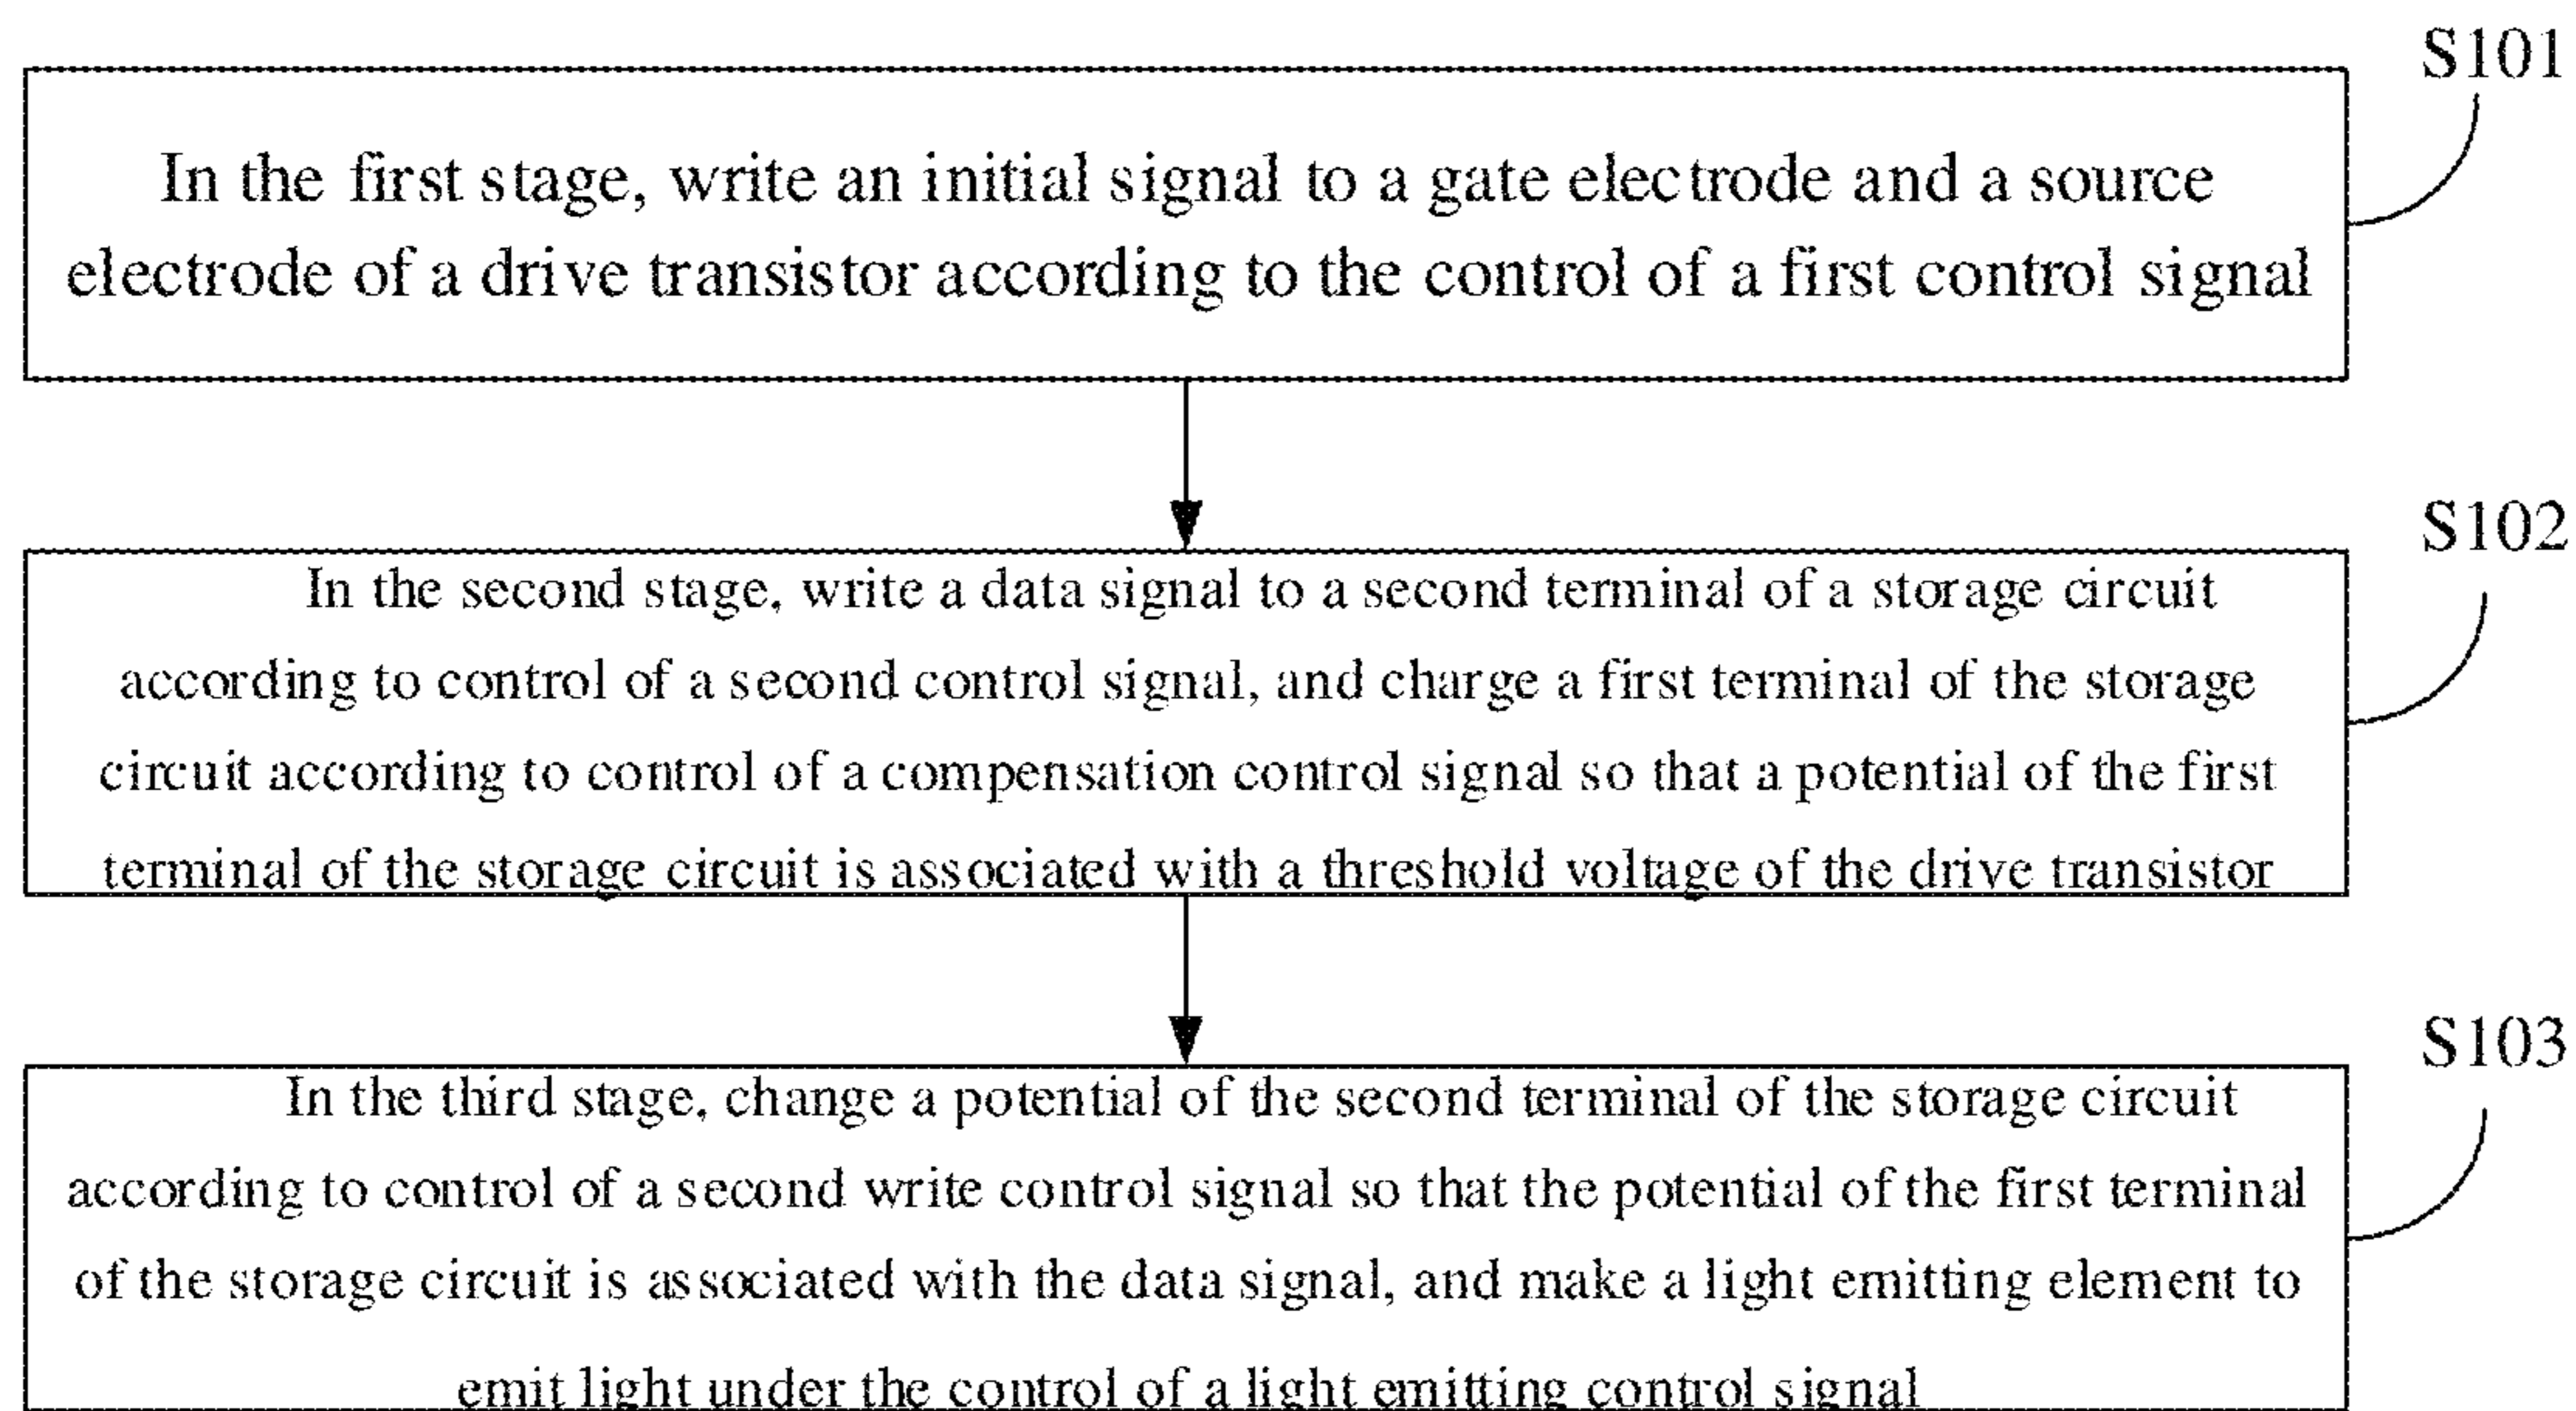 S101
In the first stage, write an initial signal to a gate electrode and a source
electrode of a drive transistor according to the control of a first control signal
S102
In the second stage, write a data signal to a second terminal of a storage circuit
according to control of a second control signal, and charge a first terminal of the storage
circuit according to control of a compensation control signal so that a potential of the first
terminal of the storage circuit is associated with a threshold voltage of the drive transistor
S103
In the third stage, change a potential of the second terminal of the storage circuit
according to control of a second write control signal so that the potential of the first terminal
of the storage circuit is associated with the data signal, and make a light emitting element to
emit light under the control of a light emitting control signal